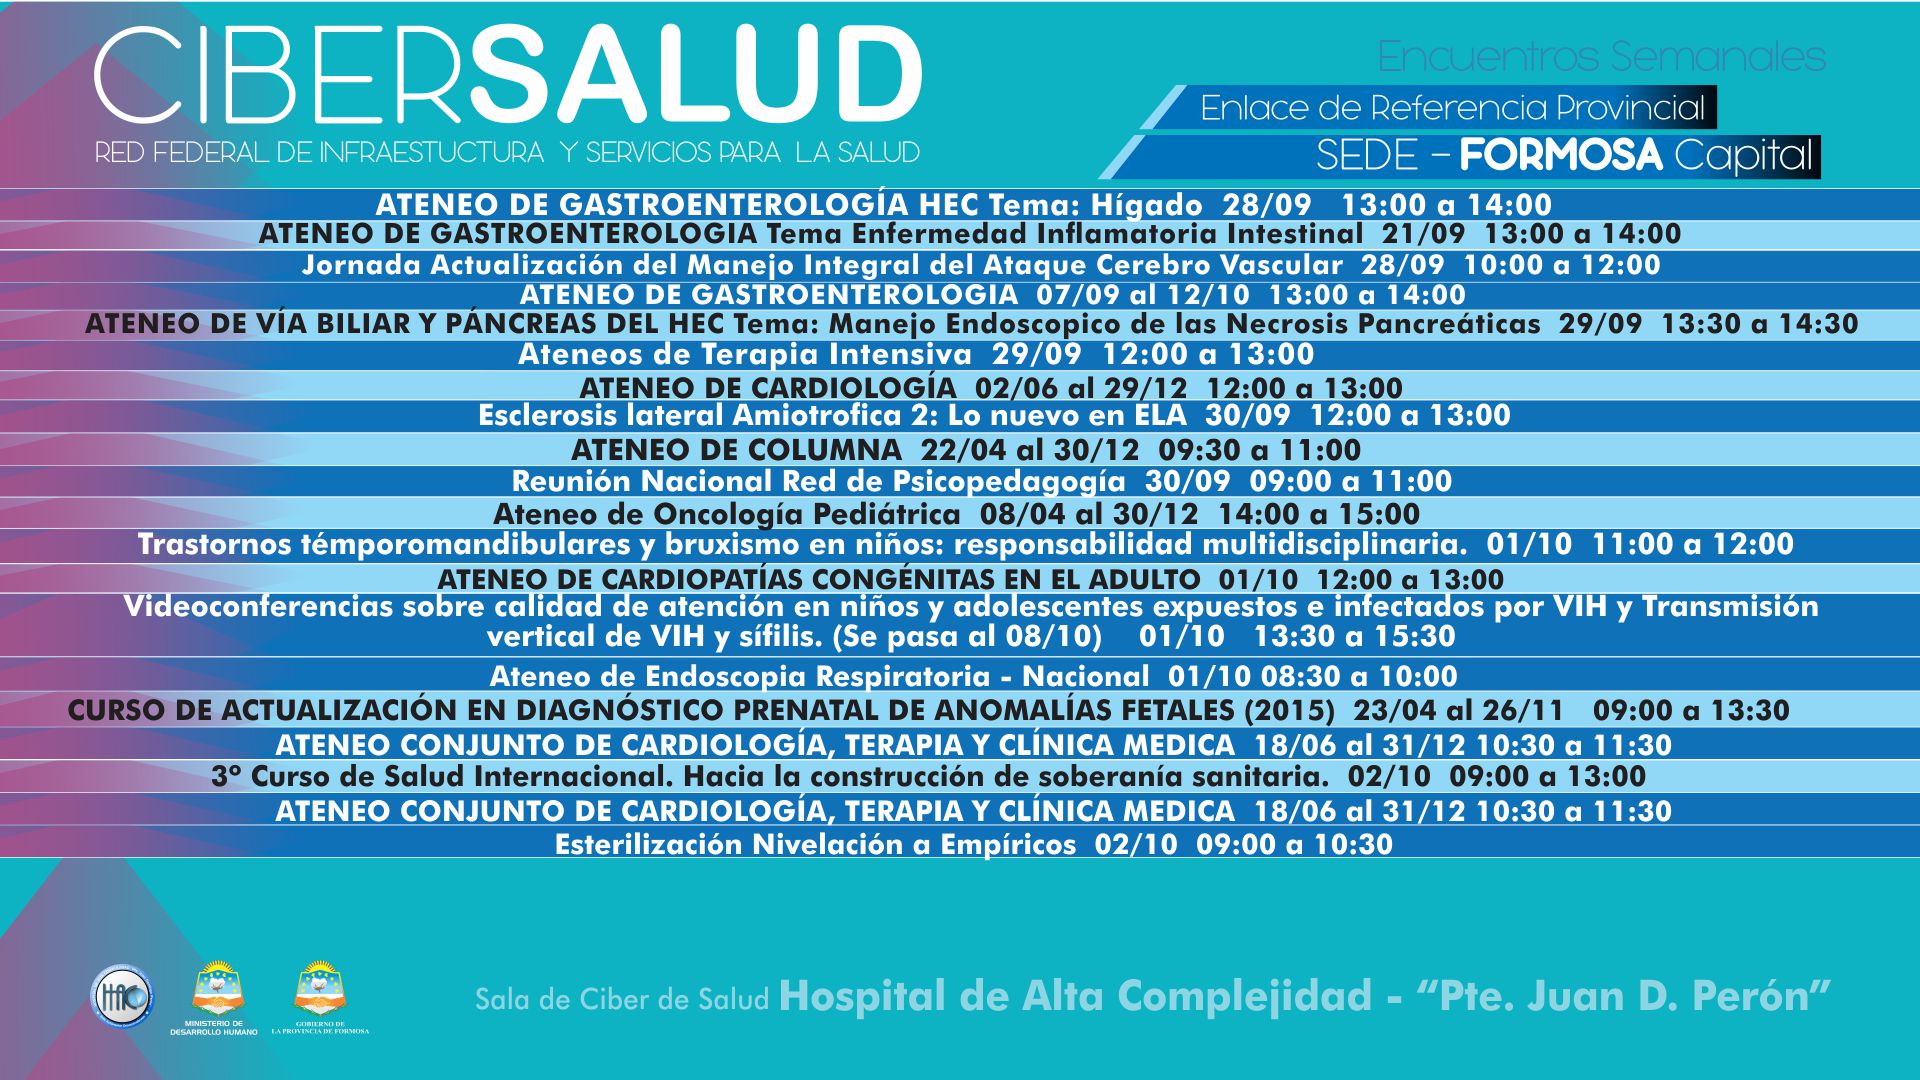 CIBERSALUD
RED FEDERAL DE INFRAESTUCTURA Y SERVICIOS PARA LA SALUD
Encuentros Semanales
Enlace de Referencia Provincial
SEDE - FORMOSA Capital
ATENEO DE GASTROENTEROLOGÍA HEC Tema: Hígado 28/09 13:00 a 14:00
ATENEO DE GASTROENTEROLOGIA Tema Enfermedad Inflamatoria Intestinal 21/09 13:00 a 14:00
Jornada Actualización del Manejo Integral del Ataque Cerebro Vascular 28/09 10:00 a 12:00
ATENEO DE GASTROENTEROLOGIA 07/09 al 12/10 13:00 a 14:00
ATENEO DE VÍA BILIAR Y PÁNCREAS DEL HEC Tema: Manejo Endoscopico de las Necrosis Pancreáticas 29/09 13:30 a 14:30
Ateneos de Terapia Intensiva 29/09 12:00 a 13:00
ATENEO DE CARDIOLOGÍA 02/06 al 29/12 12:00 a 13:00
Esclerosis lateral Amiotrofica 2: Lo nuevo en ELA 30/09 12:00 a 13:00
ATENEO DE COLUMNA 22/04 al 30/12 09:30 a 11:00
Reunión Nacional Red de Psicopedagogía 30/09 09:00 a 11:00
Ateneo de Oncología Pediátrica 08/04 al 30/12 14:00 a 15:00
Trastornos témporomandibulares y bruxismo en niños: responsabilidad multidisciplinaria. 01/10 11:00 a 12:00
ATENEO DE CARDIOPATÍAS CONGÉNITAS EN EL ADULTO 01/10 12:00 a 13:00
Videoconferencias sobre calidad de atención en niños y adolescentes expuestos e infectados por VIH y Transmisión
vertical de VIH y sífilis. (Se pasa al 08/10) 01/10 13:30 a 15:30
Ateneo de Endoscopia Respiratoria - Nacional 01/10 08:30 a 10:00
CURSO DE ACTUALIZACIÓN EN DIAGNÓSTICO PRENATAL DE ANOMALÍAS FETALES (2015) 23/04 al 26/11 09:00 a 13:30
ATENEO CONJUNTO DE CARDIOLOGÍA, TERAPIA Y CLÍNICA MEDICA 18/06 al 31/12 10:30 a 11:30
3º Curso de Salud Internacional. Hacia la construcción de soberanía sanitaria. 02/10 09:00 a 13:00
ATENEO CONJUNTO DE CARDIOLOGÍA, TERAPIA Y CLÍNICA MEDICA 18/06 al 31/12 10:30 a 11:30
Esterilización Nivelación a Empíricos 02/10 09:00 a 10:30
HAC
MINISTERIO DE
DESARROLLO HUMANO
GOBIERNO DE
LA PROVINCIA DE FORMOSA
Sala de Ciber de Salud Hospital de Alta Complejidad - “Pte. Juan D. Perón”